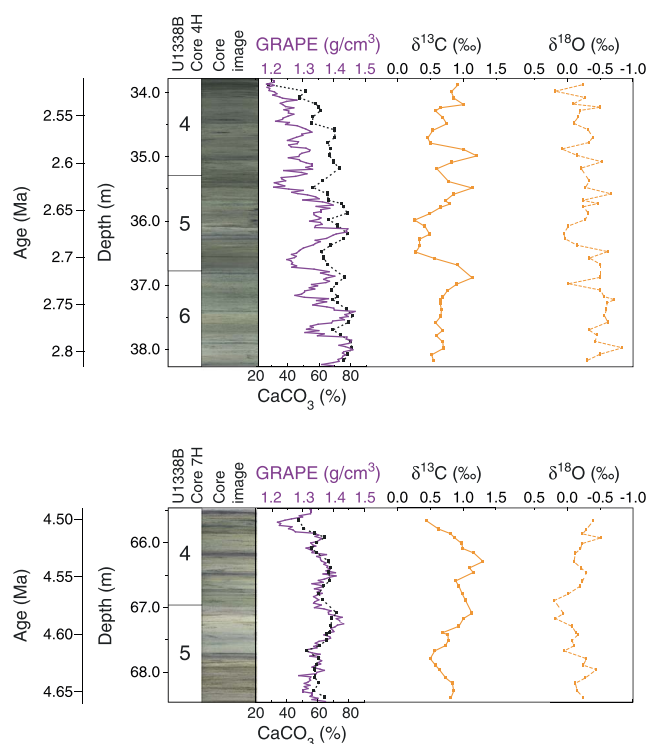 U1338B
Core 4H
Core
image
GRAPE (g/cm3)
1.2 1.3 1.4 1.5
δ13C (‰)
0.0 0.5 1.0 1.5
δ18O (‰)
0.5 0.0 -0.5 -1.0
Age (Ma)
2.55
2.6
2.65
2.7
2.75
2.8
Depth (m)
34.0
35.0
36.0
37.0
38.0
4
5
6
20 40 60 80
CaCO3 (%)
U1338B
Core 7H
Core
image
GRAPE (g/cm3)
1.2 1.3 1.4 1.5
δ13C (‰)
0.0 0.5 1.0 1.5
δ18O (‰)
0.5 0.0 -0.5 -1.0
Age (Ma)
4.50
4.55
4.60
4.65
Depth (m)
66.0
67.0
68.0
4
5
20 40 60 80
CaCO3 (%)